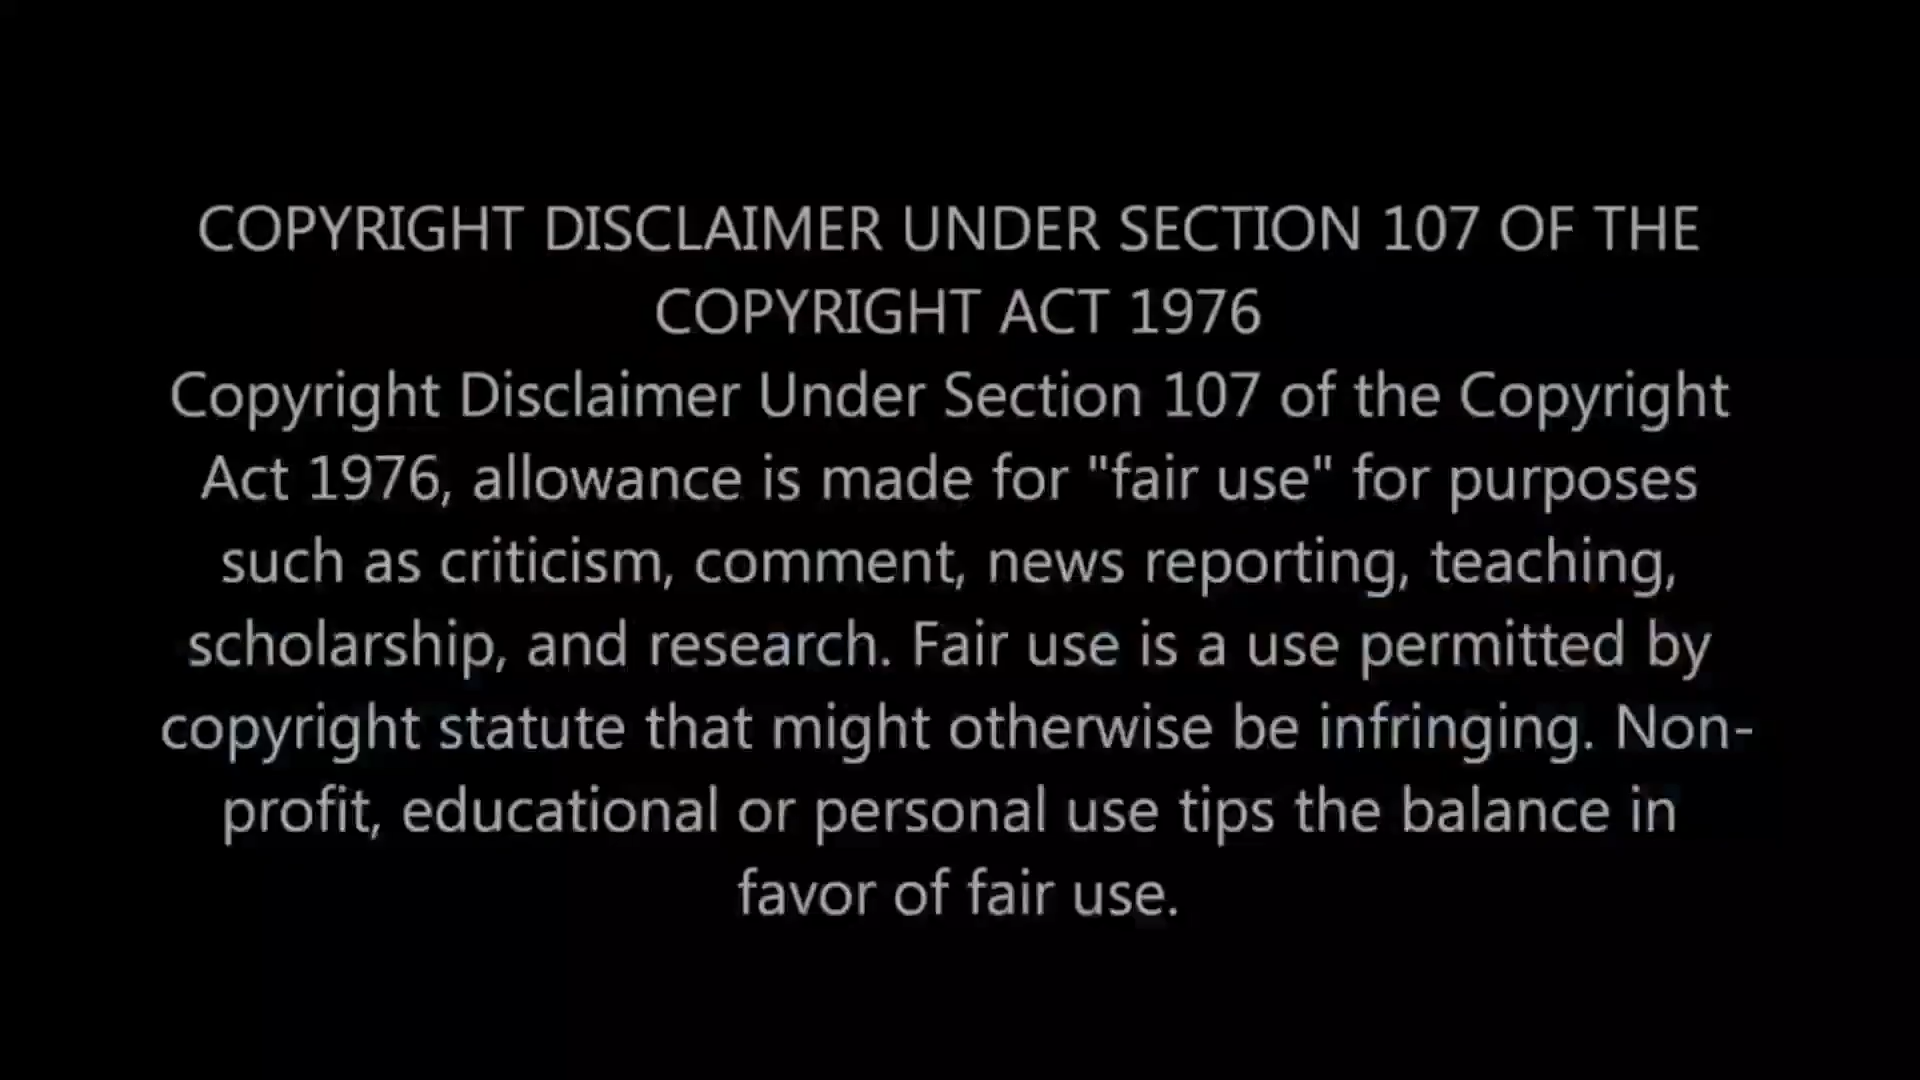 COPYRIGHT DISCLAIMER UNDER SECTION 107 OF THE
COPYRIGHT ACT 1976
Copyright Disclaimer Under Section 107 of the Copyright
Act 1976, allowance is made for "fair use" for purposes
such as criticism, comment, news reporting, teaching,
scholarship, and research. Fair use is a use permitted by
copyright statute that might otherwise be infringing. Non-
profit, educational or personal use tips the balance in
favor of fair use.